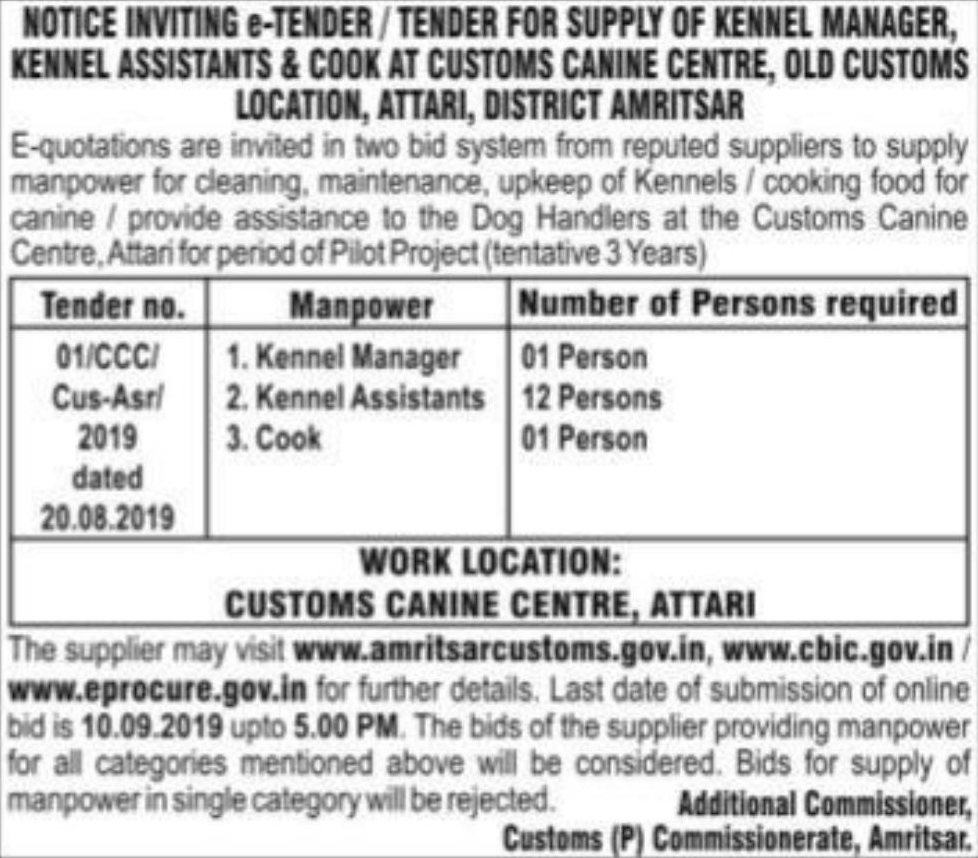 NOTICE INVITING e-TENDER / TENDER FOR SUPPLY OF KENNEL MANAGER,
KENNEL ASSISTANTS & COOK AT CUSTOMS CANINE CENTRE, OLD CUSTOMS
LOCATION, ATTARI, DISTRICT AMRITSAR
E-quotations are invited in two bid system from reputed suppliers to supply
manpower for cleaning, maintenance, upkeep of Kennels / cooking food for
canine / provide assistance to the Dog Handlers at the Customs Canine
Centre, Attari for period of Pilot Project (tentative 3 Years)
Tender no. Manpower Number of Persons required
01/CCC/ 1. Kennel Manager 01 Person
Cus-Asr/ 2. Kennel Assistants 12 Persons
2019 3. Cook 01 Person
dated
20.08.2019
WORK LOCATION:
CUSTOMS CANINE CENTRE, ATTARI
The supplier may visit www.amritsarcustoms.gov.in, www.cbic.gov.in /
www.eprocure.gov.in for further details. Last date of submission of online
bid is 10.09.2019 upto 5.00 PM. The bids of the supplier providing manpower
for all categories mentioned above will be considered. Bids for supply of
manpower in single category will be rejected. Additional Commissioner,
Customs (P) Commissionerate, Amritsar.